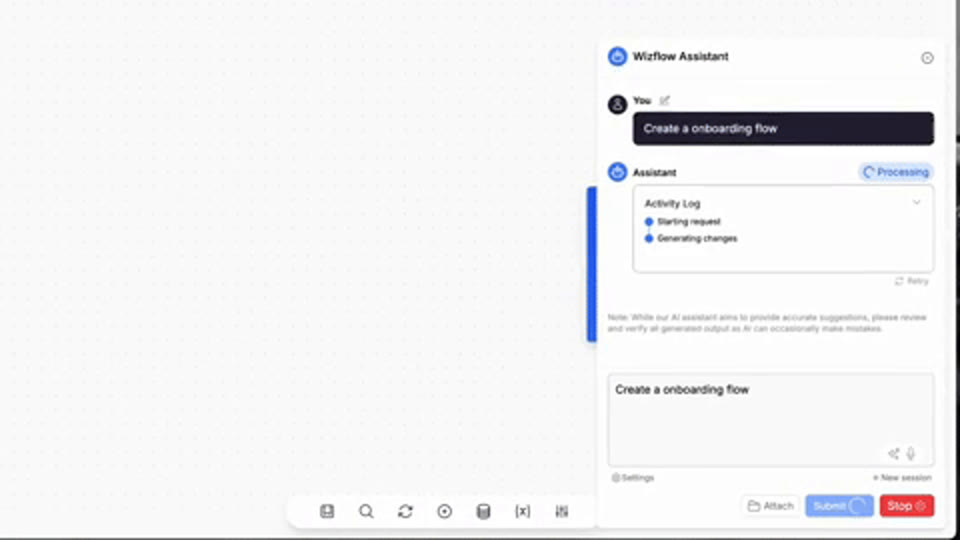 Wizflow Assistant
You
Create a onboarding flow
Assistant
Processing
Activity Log
Starting request
Generating changes
Retry
Note: While our AI assistant aims to provide accurate suggestions, please review
and verify all generated output as AI can occasionally make mistakes.
Create a onboarding flow
Settings
+ New session
Attach
Submit
Stop
[x]